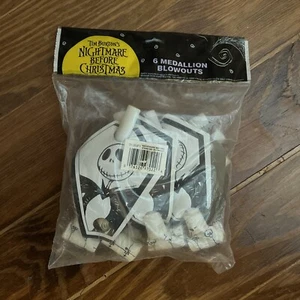 TIM BURTON'S
NIGHTMARE
BEFORE
CHRISTMAS
6 MEDALLION
BLOWOUTS